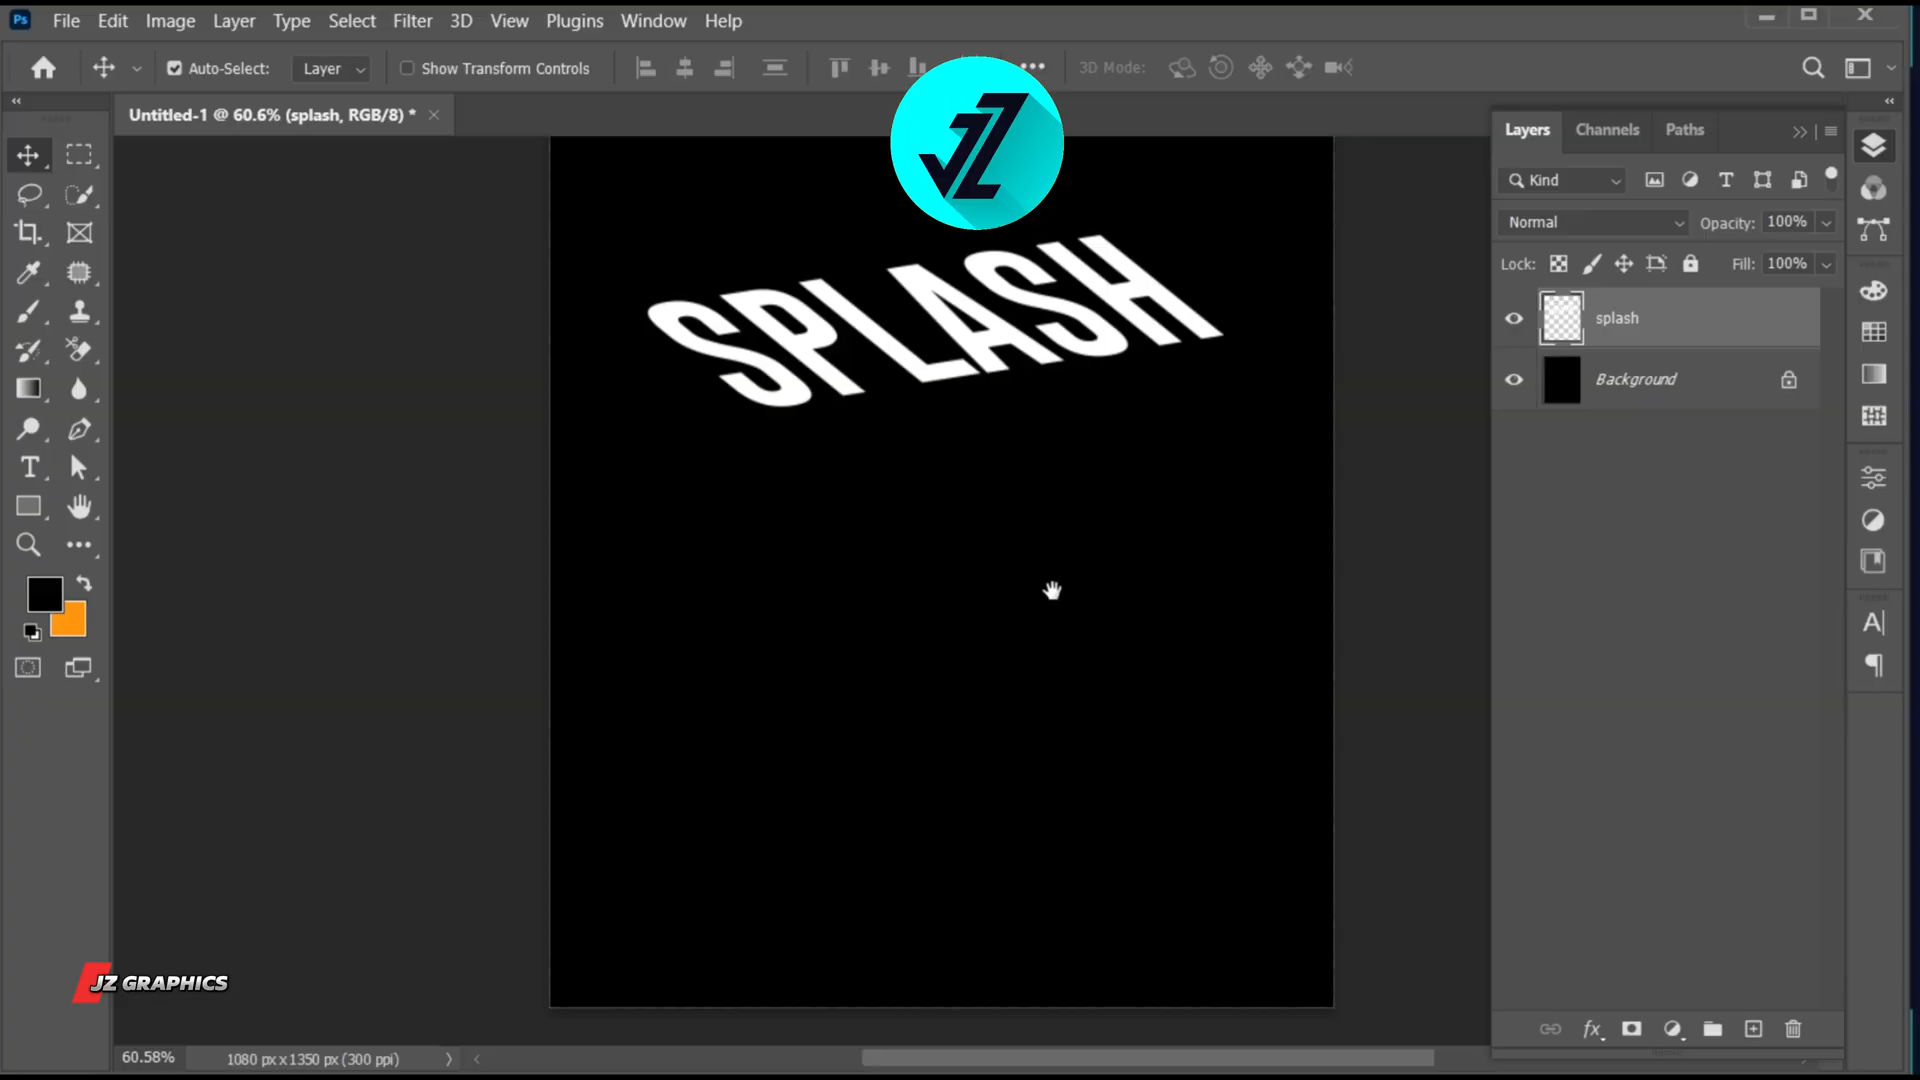 Ps File Edit Image Layer Type Select Filter 3D View Plugins Window Help
Auto-Select: Layer Show Transform Controls 3D Mode:
Untitled-1 @ 60.6% (splash, RGB/8) *
JZ
Layers Channels Paths
Kind
Normal Opacity: 100%
Lock: Fill: 100%
splash
Background
SPLASH
JZ GRAPHICS
60.58% 1080 px x 1350 px (300 ppi)